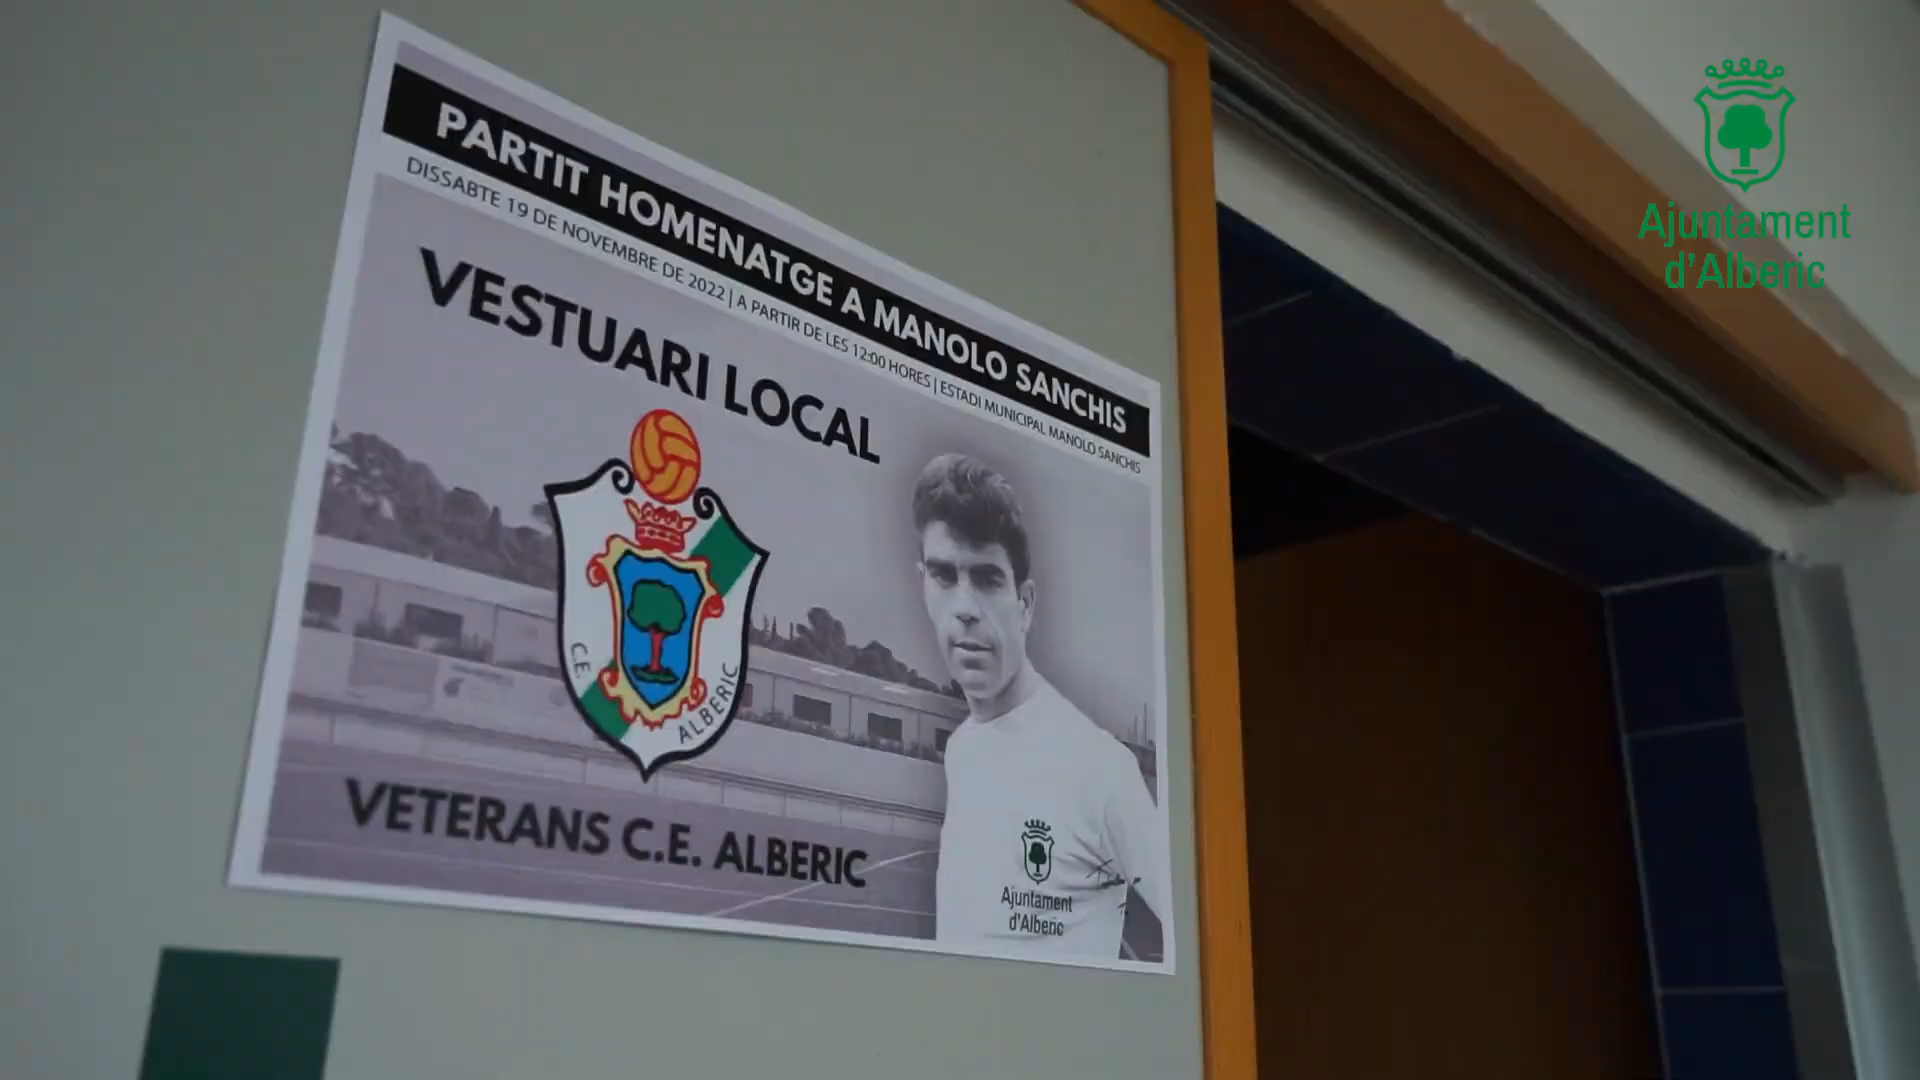 PARTIT HOMENATGE A MANOLO SANCHIS
DISSABTE 19 DE NOVEMBRE DE 2022 | A PARTIR DE LES 12:00 HORES | ESTADI MUNICIPAL MANOLO SANCHIS
VESTUARI LOCAL
C.E. ALBERIC
VETERANS C.E. ALBERIC
Ajuntament
d'Alberic
Ajuntament
d'Alberic